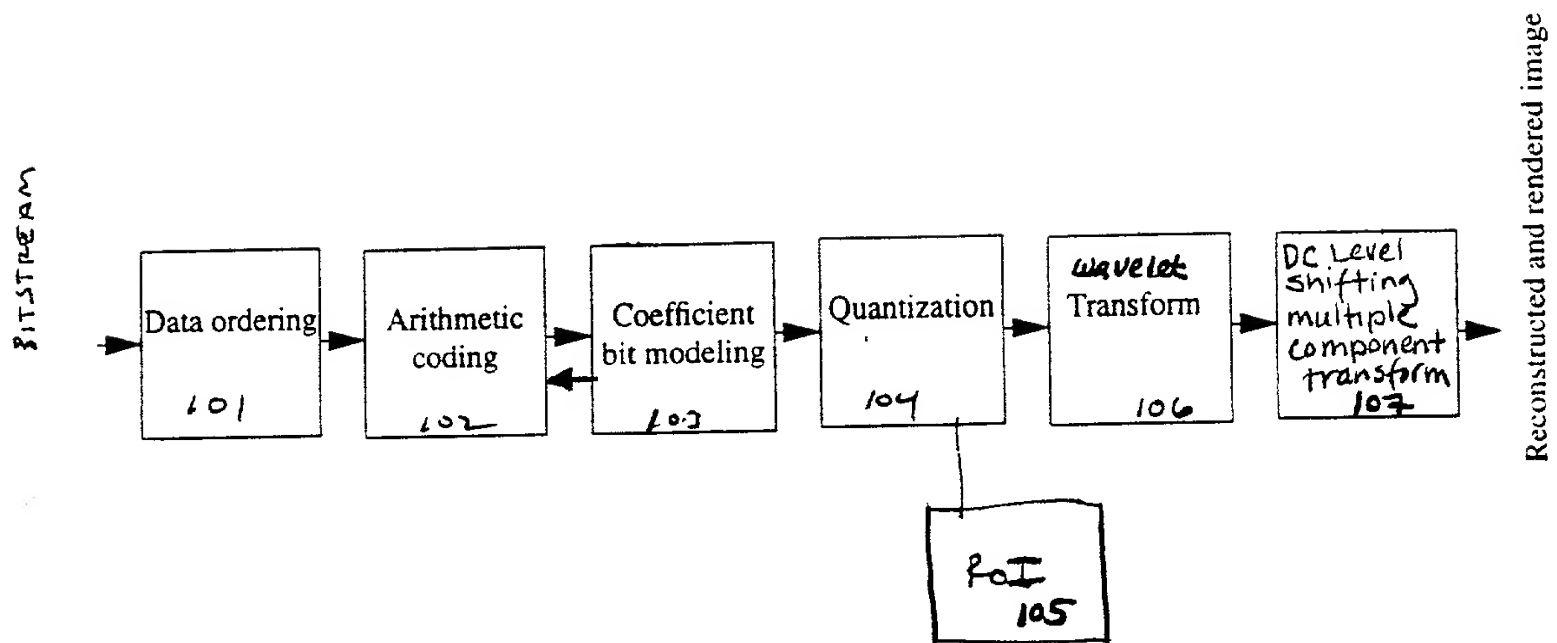 BITSTREAM
Data ordering
101
Arithmetic
coding
102
Coefficient
bit modeling
103
Quantization
104
RoI
105
wavelet
Transform
106
DC Level
shifting
multiple
component
transform
107
Reconstructed and rendered image